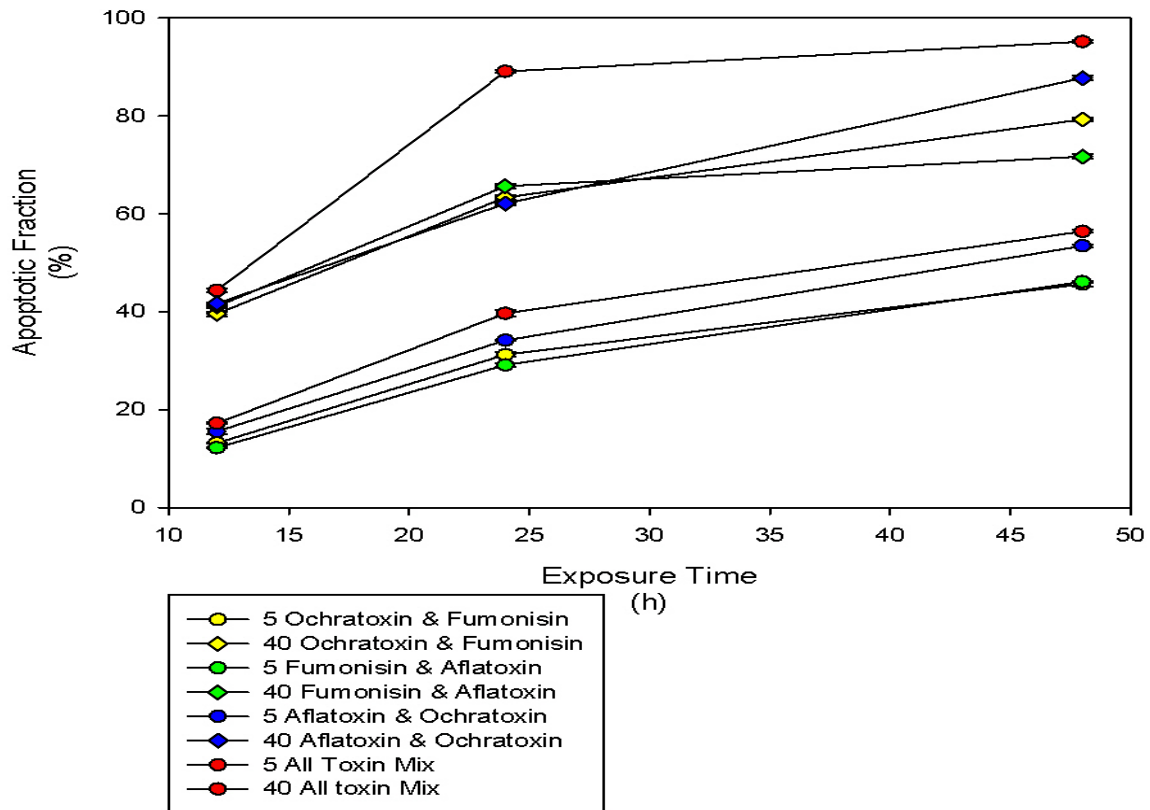 100
80
60
40
20
0
Apoptotic Fraction
(%)
10 15 20 25 30 35 40 45 50
Exposure Time
(h)
5 Ochratoxin & Fumonisin
40 Ochratoxin & Fumonisin
5 Fumonisin & Aflatoxin
40 Fumonisin & Aflatoxin
5 Aflatoxin & Ochratoxin
40 Aflatoxin & Ochratoxin
5 All Toxin Mix
40 All toxin Mix